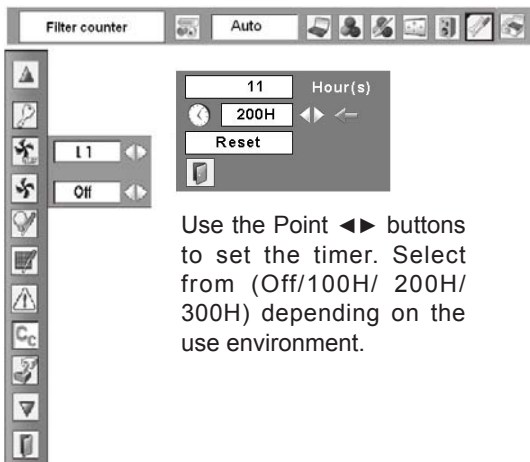 Filter counter
Auto
11 Hour(s)
200H
Reset
L1
Off
Cc
Use the Point ◄► buttons
to set the timer. Select
from (Off/100H/ 200H/
300H) depending on the
use environment.